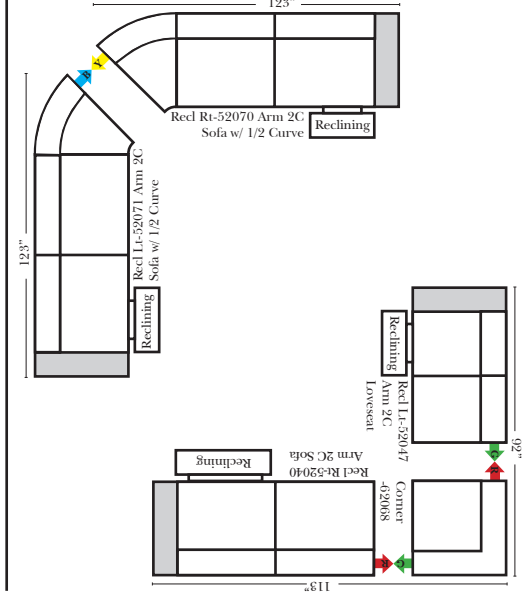 123"
B Y
Recl Rt-52070 Arm 2C
Sofa w/ 1/2 Curve
Reclining
123"
Recl Lt-52071 Arm 2C
Sofa w/ 1/2 Curve
Reclining
Reclining
Recl Lt-52047
Arm 2C
Loveseat
92"
G
R
Reclining
Recl Rt-52040
Arm 2C Sofa
Corner
-62068
R G
113"